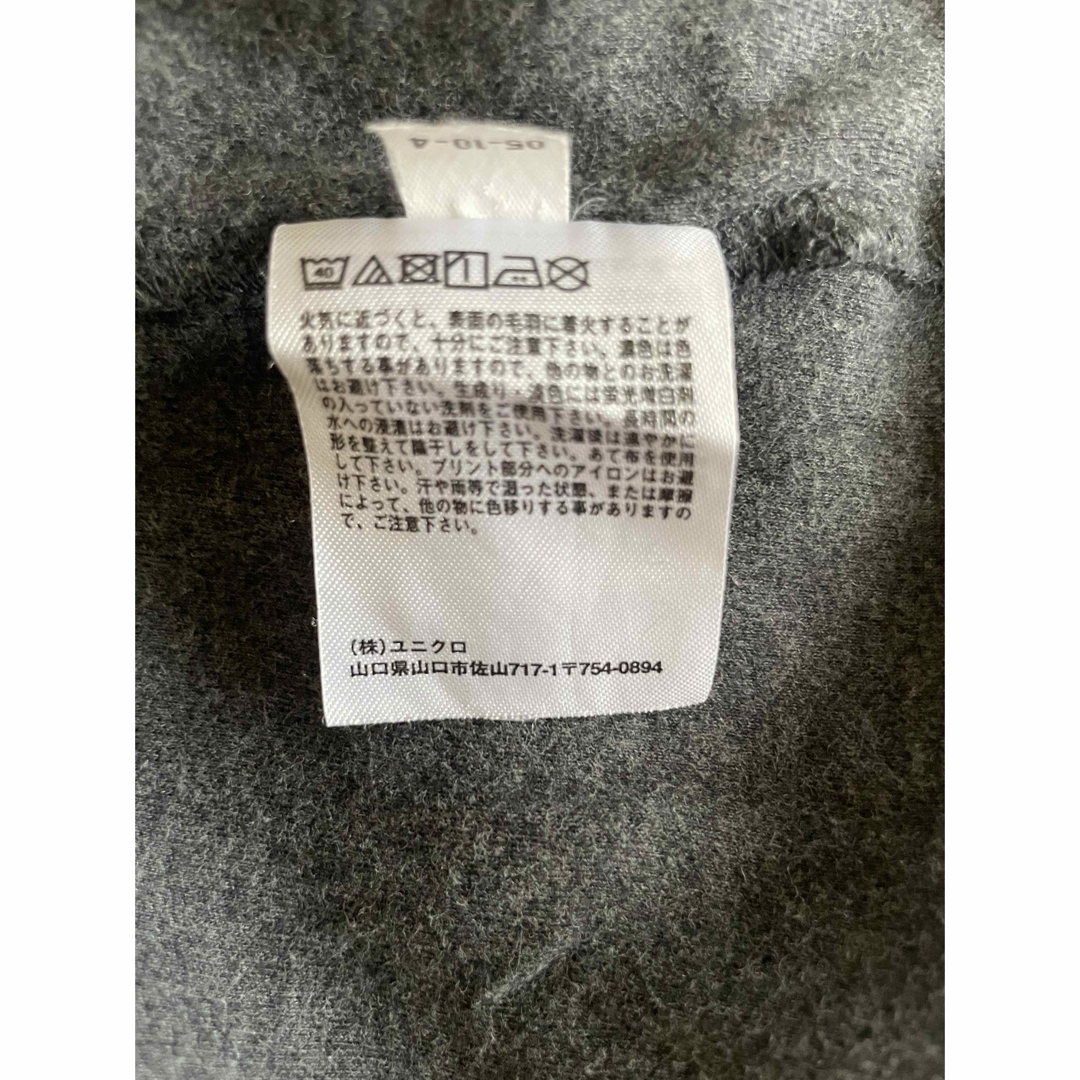 05-10-4
40
火気に近づくと、表面の毛羽に着火することが
ありますので、十分にご注意下さい。濃色は色
落ちする事がありますので、他の物とのお洗濯
はお避け下さい。生成り・淡色には蛍光増白剤
の入っていない洗剤をご使用下さい。長時間の
水への浸漬はお避け下さい。洗濯後は速やかに
形を整えて陰干しをして下さい。あて布を使用
して下さい。プリント部分へのアイロンはお避
け下さい。汗や雨等で湿った状態、または摩擦
によって、他の物に色移りする事がありますの
で、ご注意下さい。
(株)ユニクロ
山口県山口市佐山717-1〒754-0894